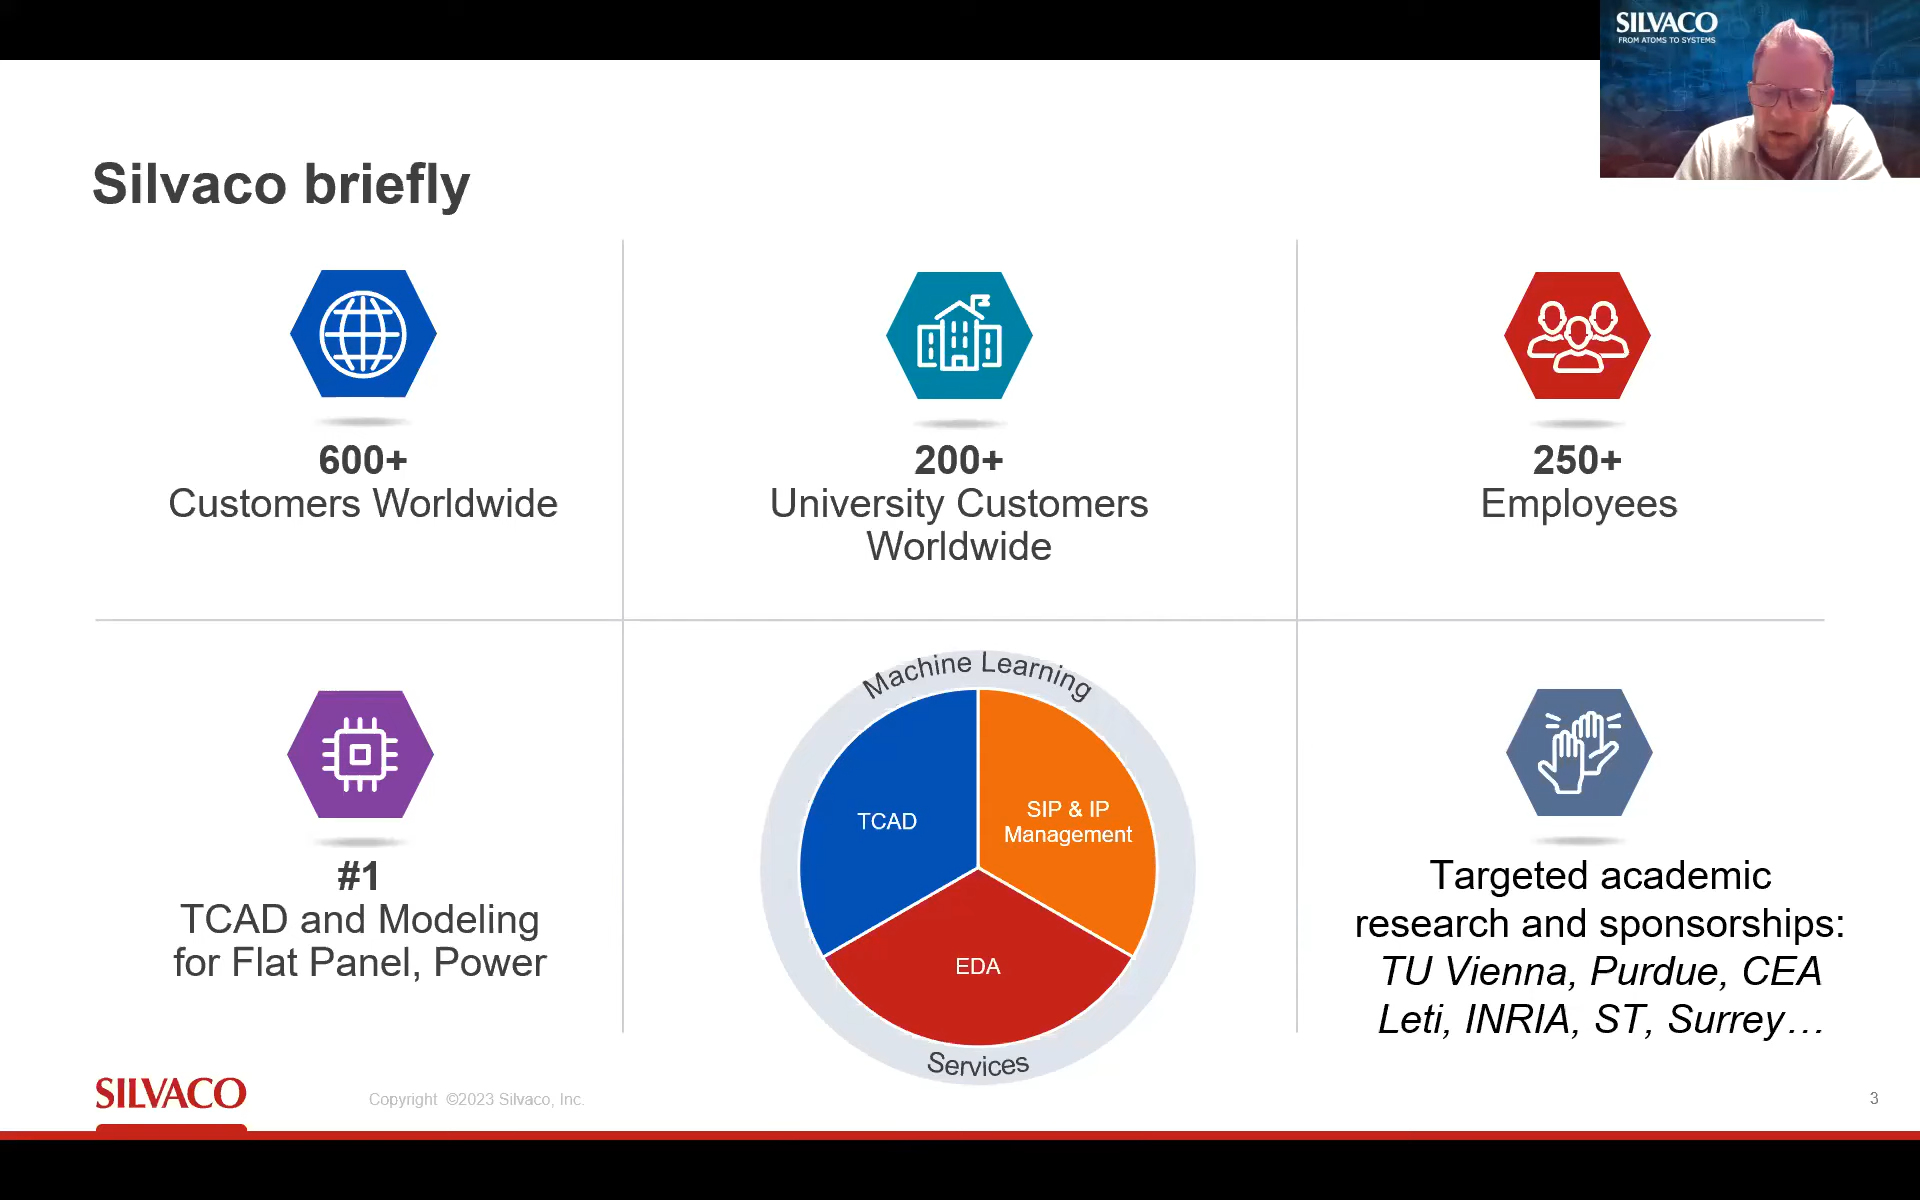 SILVACO
FROM ATOMS TO SYSTEMS
Silvaco briefly
600+
Customers Worldwide
200+
University Customers
Worldwide
250+
Employees
#1
TCAD and Modeling
for Flat Panel, Power
Machine Learning
TCAD
SIP & IP
Management
EDA
Services
Targeted academic
research and sponsorships:
TU Vienna, Purdue, CEA
Leti, INRIA, ST, Surrey…
SILVACO
Copyright ©2023 Silvaco, Inc.
3